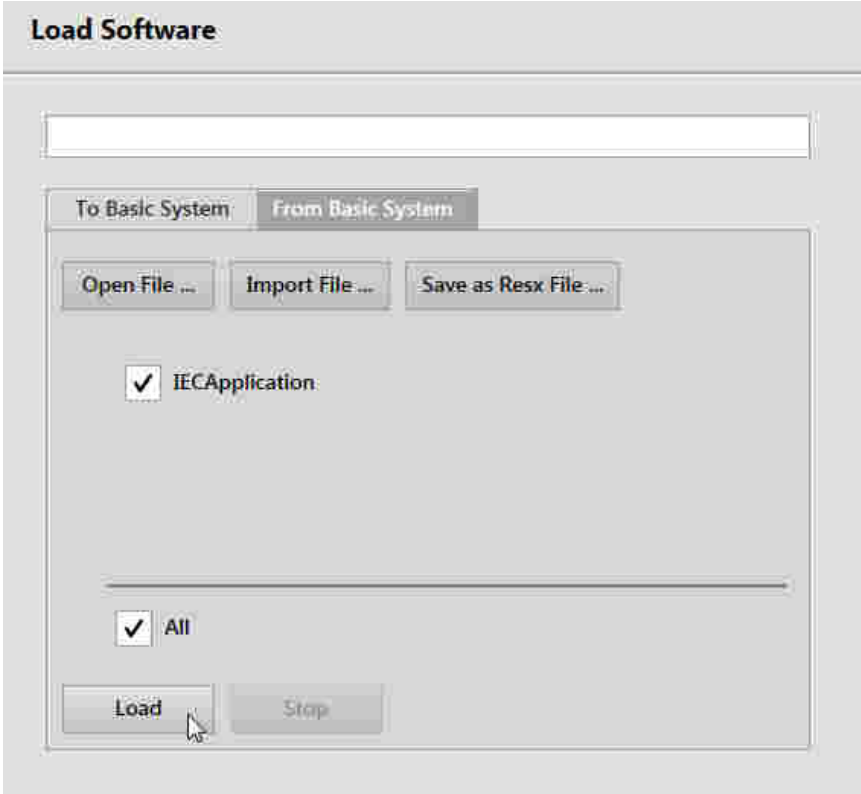 Load Software
To Basic System From Basic System
Open File ... Import File ... Save as Resx File ...
IECApplication
All
Load Stop